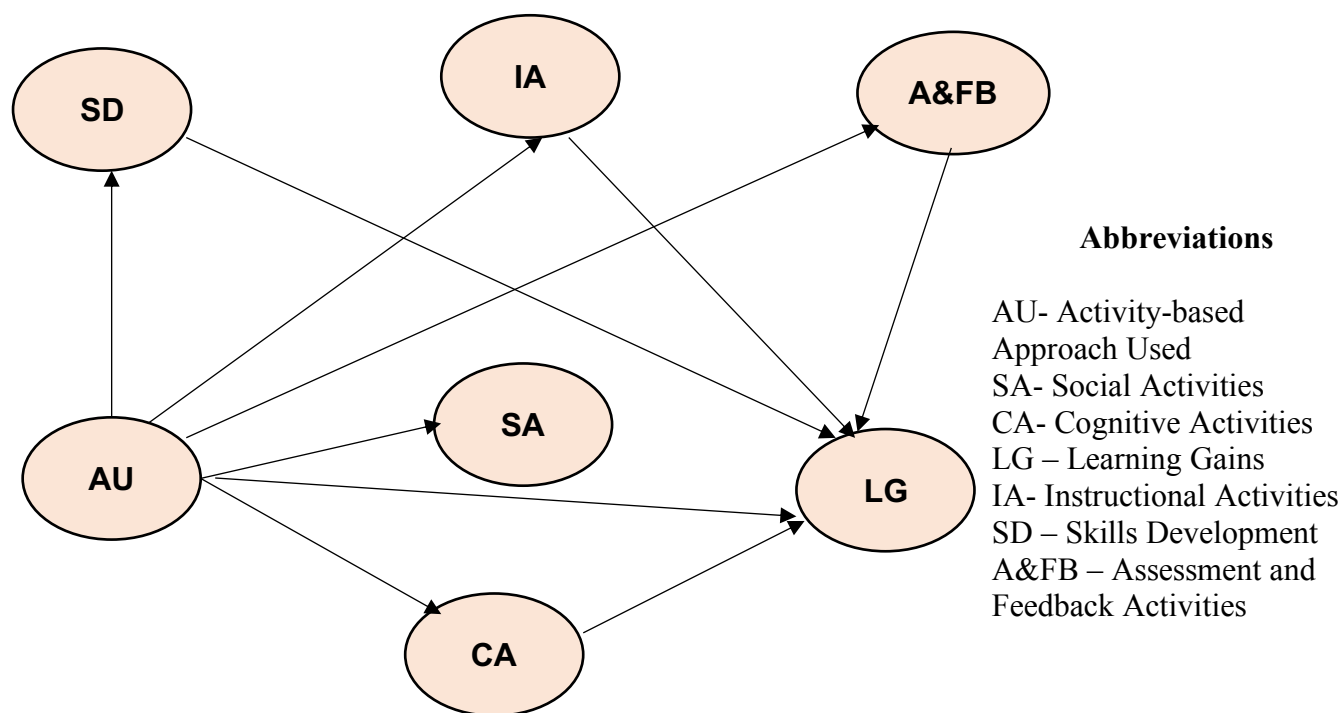 IA
A&FB
SD
Abbreviations
AU- Activity-based
Approach Used
SA- Social Activities
CA- Cognitive Activities
LG – Learning Gains
IA- Instructional Activities
SD – Skills Development
A&FB – Assessment and
Feedback Activities
SA
AU
LG
CA